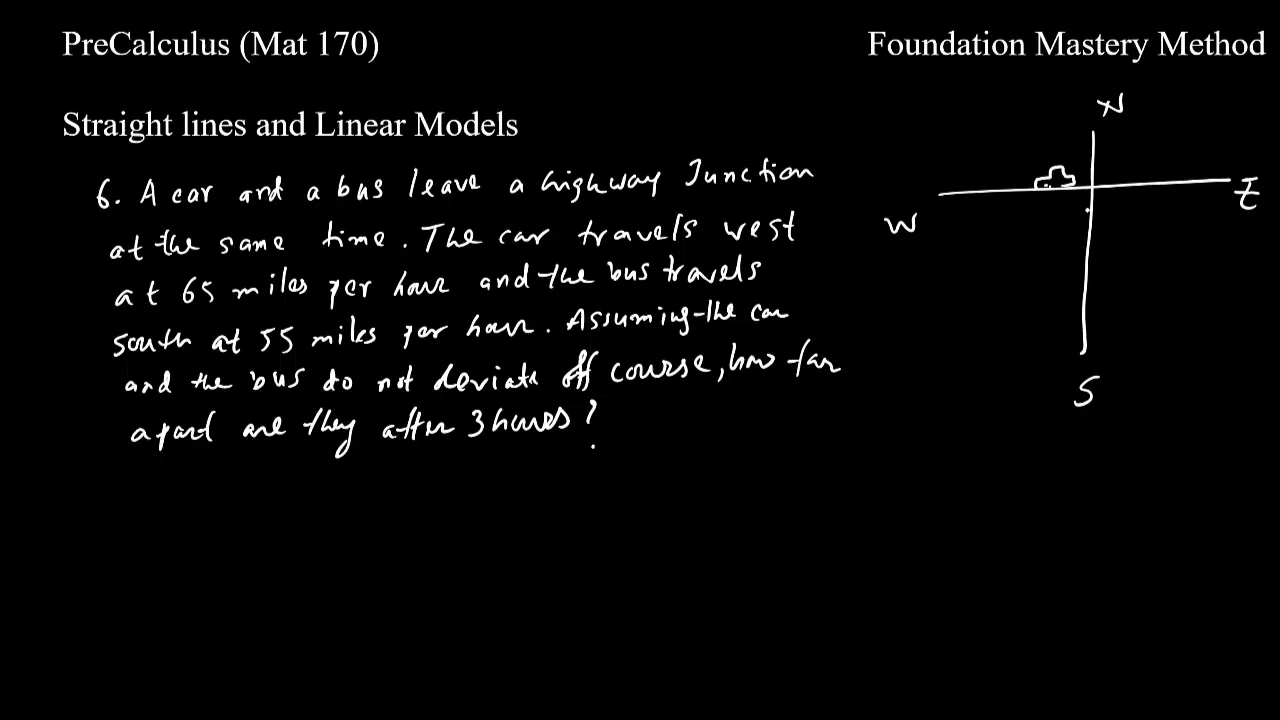 PreCalculus (Mat 170)
Foundation Mastery Method
Straight lines and Linear Models
6. A car and a bus leave a highway Junction
at the same time. The car travels west
at 65 miles per hour and the bus travels
south at 55 miles per hour. Assuming the car
and the bus do not deviate off course, how far
apart are they after 3 hours?
N
E
W
S